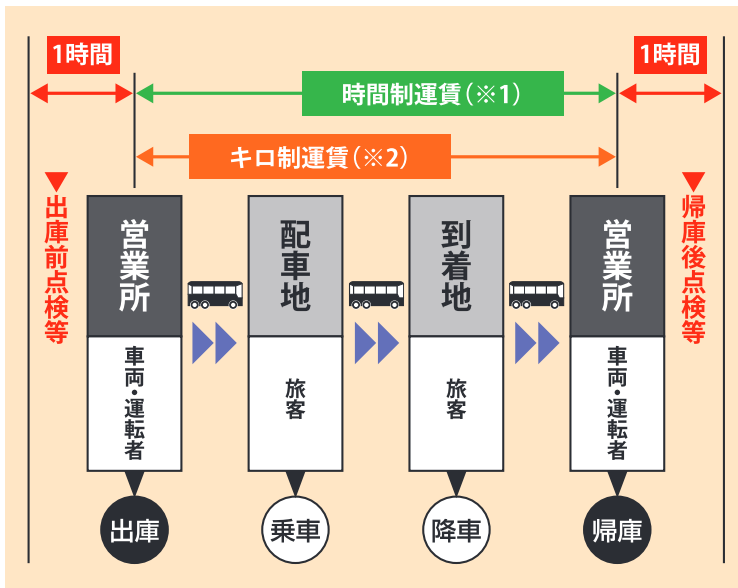 1時間
1時間
時間制運賃(※1)
キロ制運賃(※2)
▼出庫前点検等
営業所
配車地
到着地
営業所
▼帰庫後点検等
車両・運転者
旅客
旅客
車両・運転者
出庫
乗車
降車
帰庫